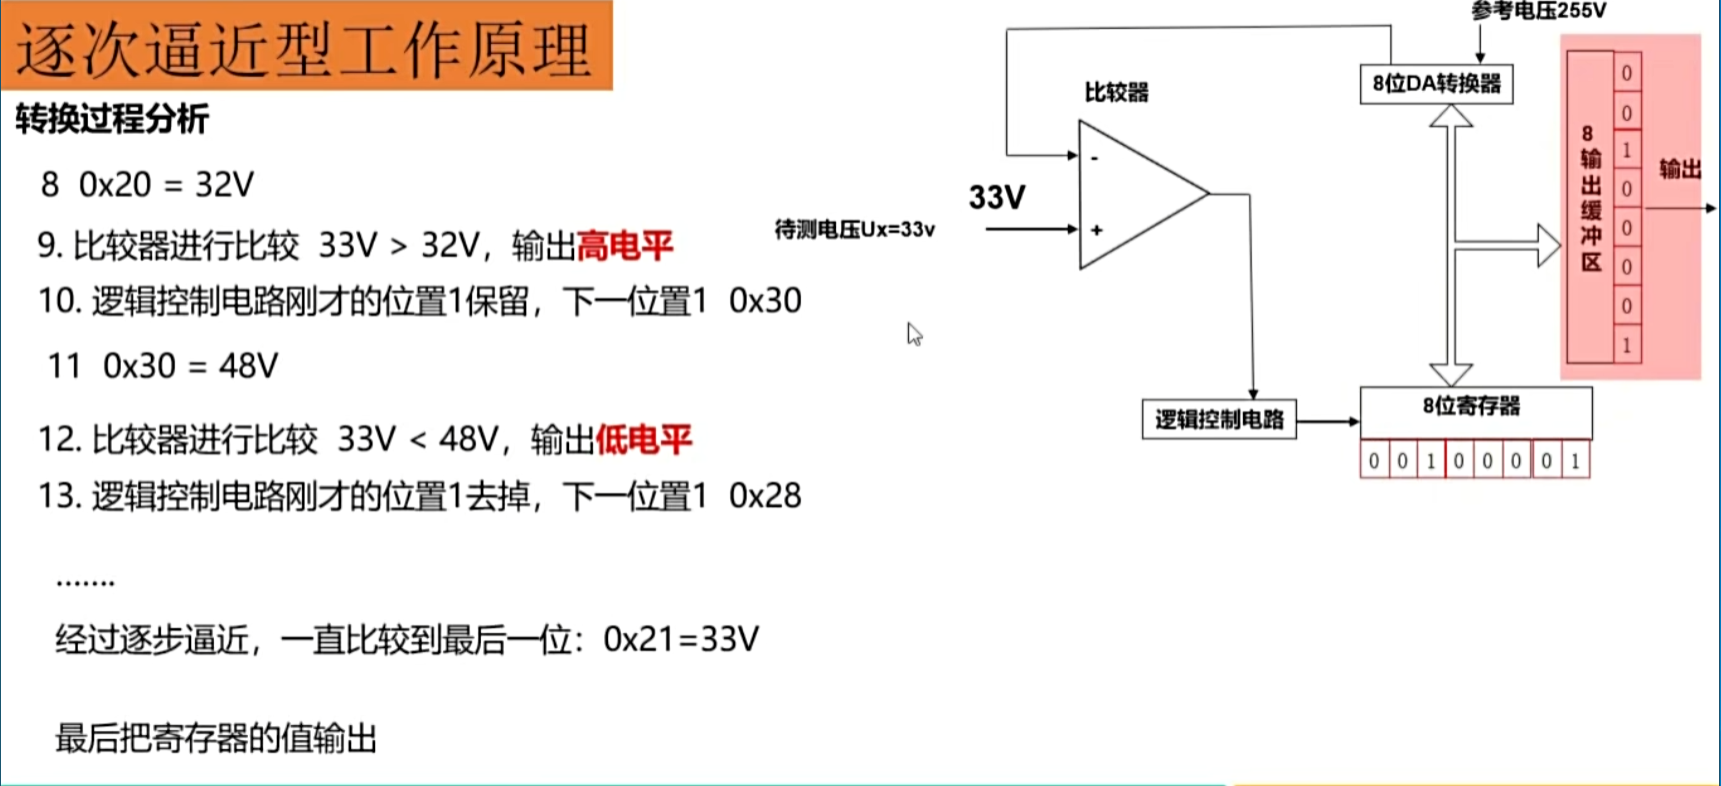 逐次逼近型工作原理
转换过程分析
8  0x20 = 32V
9. 比较器进行比较  33V > 32V，输出高电平
10. 逻辑控制电路刚才的位置1保留，下一位置1  0x30
11  0x30 = 48V
12. 比较器进行比较  33V < 48V，输出低电平
13. 逻辑控制电路刚才的位置1去掉，下一位置1  0x28
.......
经过逐步逼近，一直比较到最后一位：0x21=33V
最后把寄存器的值输出
参考电压255V
8位DA转换器
比较器
-
33V
待测电压Ux=33v
+
逻辑控制电路
8位寄存器
0 0 1 0 0 0 0 1
8
输
出
缓
冲
区
0
0
1
0
0
0
0
1
输出